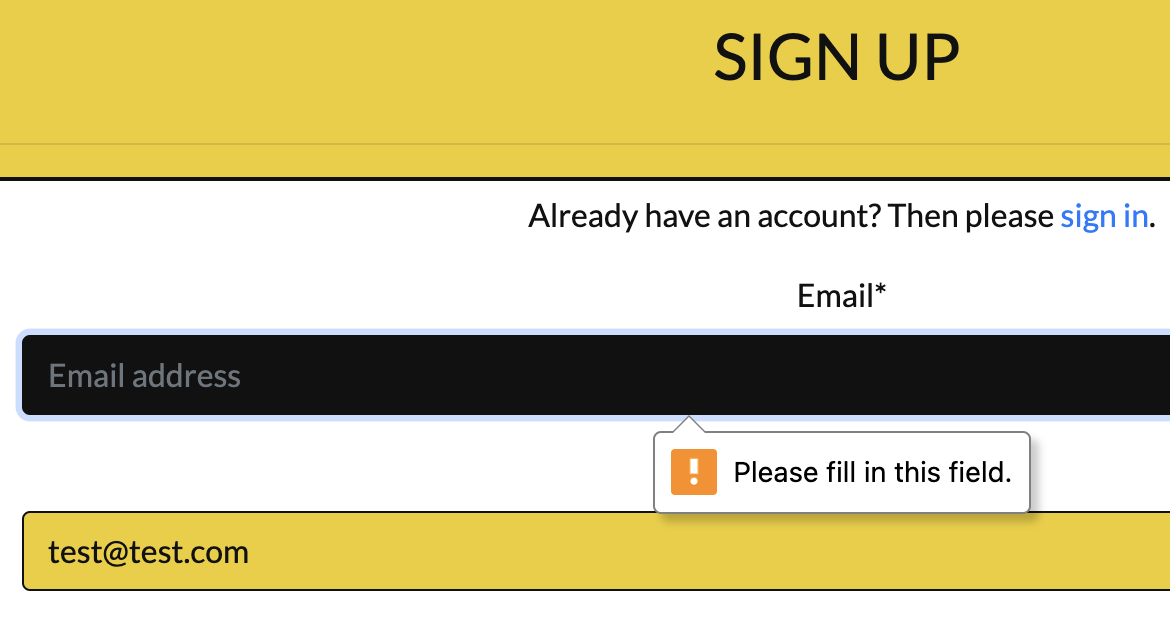 SIGN UP
Already have an account? Then please sign in.
Email*
Email address
Please fill in this field.
test@test.com